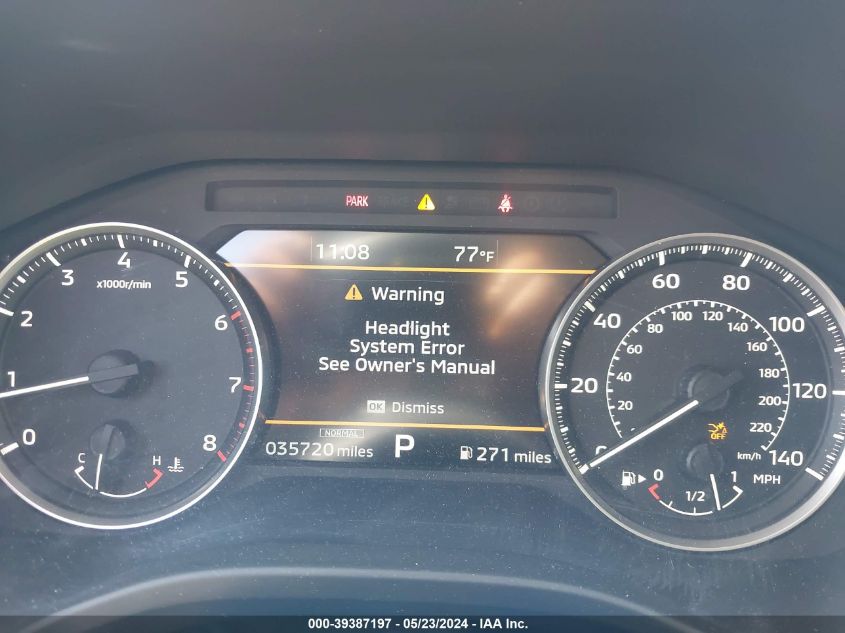 PARK
11:08 77°F
Warning
Headlight
System Error
See Owner's Manual
OK Dismiss
NORMAL
035720 miles P 271 miles
x1000r/min
0 1 2 3 4 5 6 7 8
C H
0 20 40 60 80 100 120 140
20 40 60 80 100 120 140 160 180 200 220
km/h
MPH
OFF
0 1/2 1
000-39387197 - 05/23/2024 - IAA Inc.